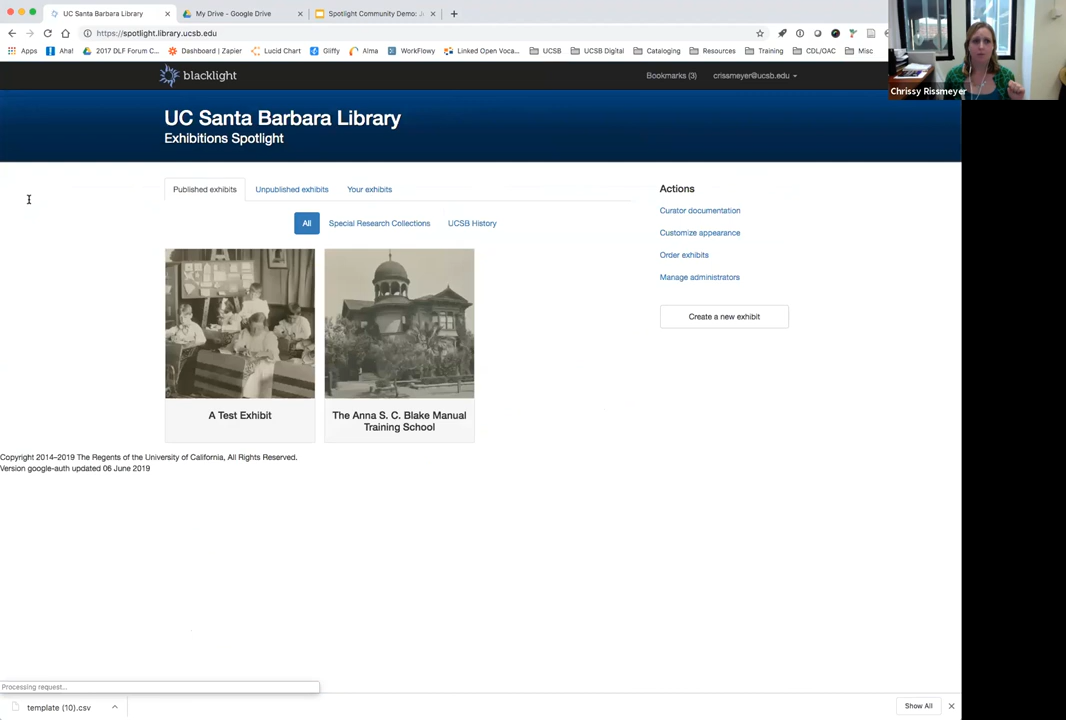 UC Santa Barbara Library
My Drive - Google Drive
Spotlight Community Demo: J
https://spotlight.library.ucsb.edu
Apps
Aha!
2017 DLF Forum C...
Dashboard | Zapier
Lucid Chart
Gliffy
Alma
WorkFlowy
Linked Open Voca...
UCSB
UCSB Digital
Cataloging
Resources
Training
CDL/OAC
Misc
Chrissy Rissmeyer
blacklight
Bookmarks (3)
crissmeyer@ucsb.edu
UC Santa Barbara Library
Exhibitions Spotlight
Published exhibits
Unpublished exhibits
Your exhibits
Actions
All
Special Research Collections
UCSB History
Curator documentation
Customize appearance
Order exhibits
Manage administrators
Create a new exhibit
A Test Exhibit
The Anna S. C. Blake Manual
Training School
Copyright 2014–2019 The Regents of the University of California, All Rights Reserved.
Version google-auth updated 06 June 2019
Processing request...
template (10).csv
Show All